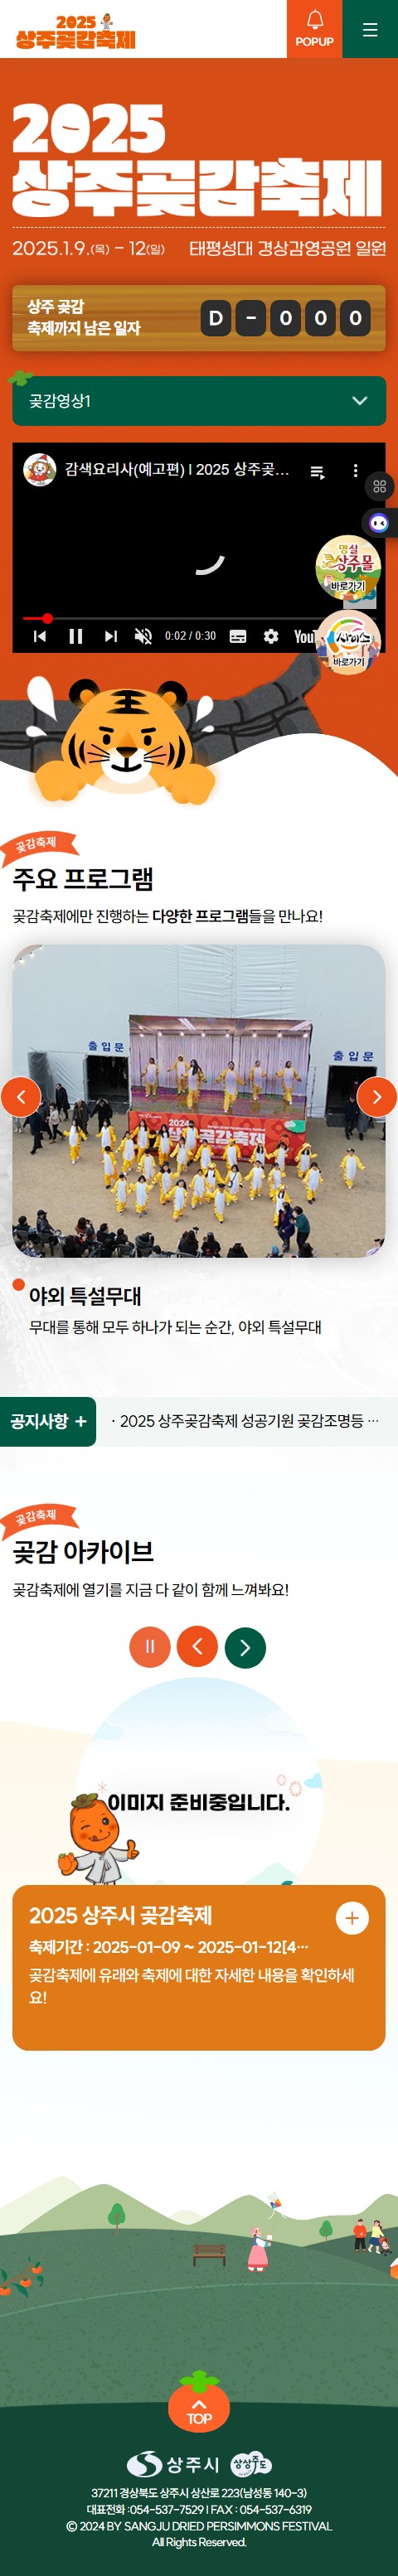 2025
상주곶감축제
POPUP
2025
상주곶감축제
2025.1.9.(목) - 12(일) 태평성대 경상감영공원 일원
상주 곶감
축제까지 남은 일자
D - 0 0 0
곶감영상1
감색요리사(예고편) I 2025 상주곶...
명실
상주몰
바로가기
0:02 / 0:30
You
사이소
바로가기
곶감축제
주요 프로그램
곶감축제에만 진행하는 다양한 프로그램들을 만나요!
출입문
출입문
2024
상주곶감축제
야외 특설무대
무대를 통해 모두 하나가 되는 순간, 야외 특설무대
공지사항 +
· 2025 상주곶감축제 성공기원 곶감조명등 ···
곶감축제
곶감 아카이브
곶감축제에 열기를 지금 다 같이 함께 느껴봐요!
이미지 준비중입니다.
2025 상주시 곶감축제
축제기간 : 2025-01-09 ~ 2025-01-12[4···
곶감축제에 유래와 축제에 대한 자세한 내용을 확인하세
요!
TOP
상주시
상상주도
37211 경상북도 상주시 상산로 223(남성동 140-3)
대표전화 :054-537-7529 I FAX : 054-537-6319
© 2024 BY SANGJU DRIED PERSIMMONS FESTIVAL
All Rights Reserved.